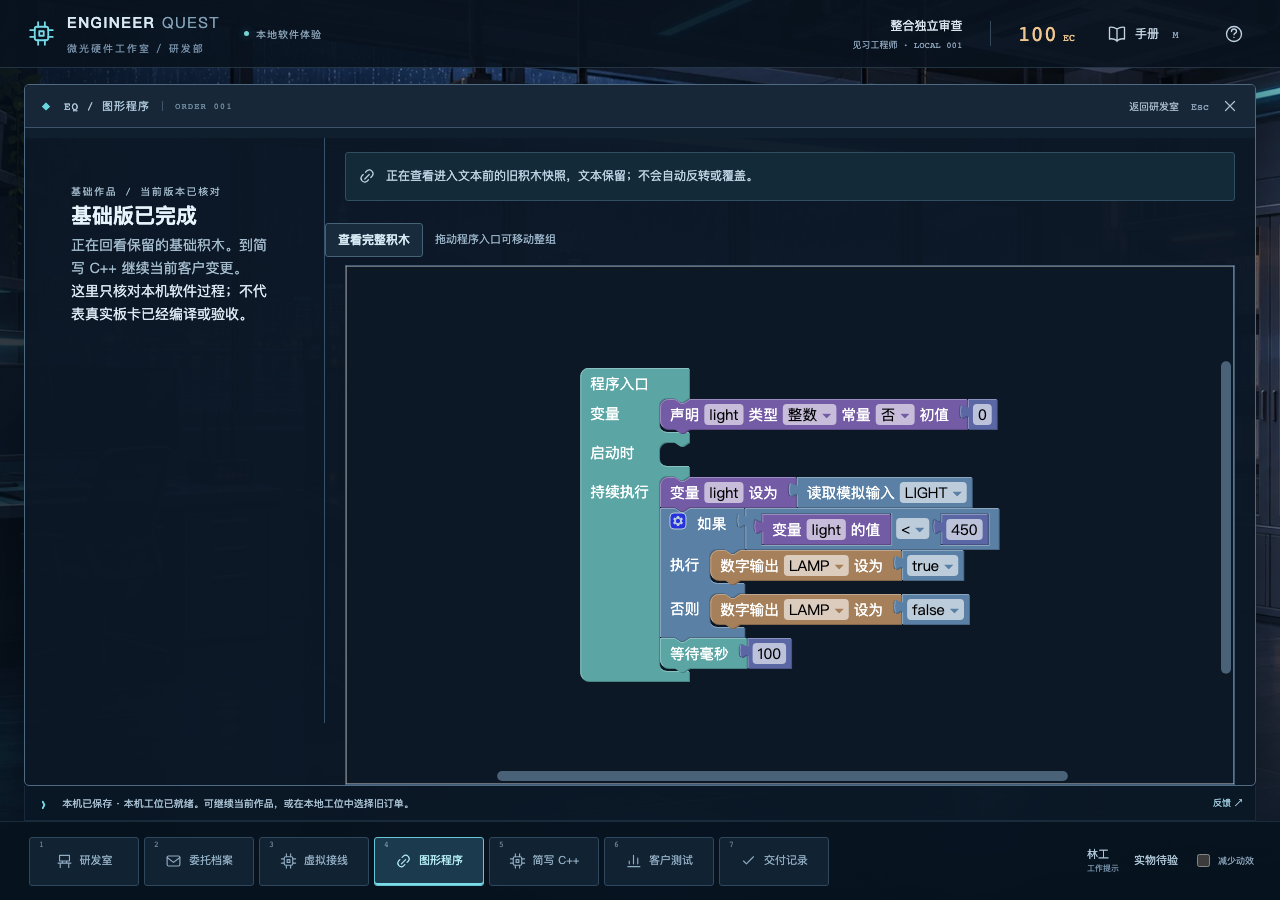 ENGINEER QUEST
微光硬件工作室 / 研发部
本地软件体验
整合独立审查
见习工程师 · LOCAL 001
100 EC
手册 M
EQ / 图形程序
ORDER 001
返回研发室 Esc
基础作品 / 当前版本已核对
基础版已完成
正在回看保留的基础积木。到简
写 C++ 继续当前客户变更。
这里只核对本机软件过程；不代
表真实板卡已经编译或验收。
正在查看进入文本前的旧积木快照，文本保留；不会自动反转或覆盖。
查看完整积木
拖动程序入口可移动整组
程序入口
变量 声明 light 类型 整数 常量 否 初值 0
启动时
持续执行 变量 light 设为 读取模拟输入 LIGHT
如果 变量 light 的值 < 450
执行 数字输出 LAMP 设为 true
否则 数字输出 LAMP 设为 false
等待毫秒 100
本机已保存 · 本机工位已就绪。可继续当前作品，或在本地工位中选择旧订单。
反馈 ↗
1 研发室
2 委托档案
3 虚拟接线
4 图形程序
5 简写 C++
6 客户测试
7 交付记录
林工
工作提示
实物待验
减少动效